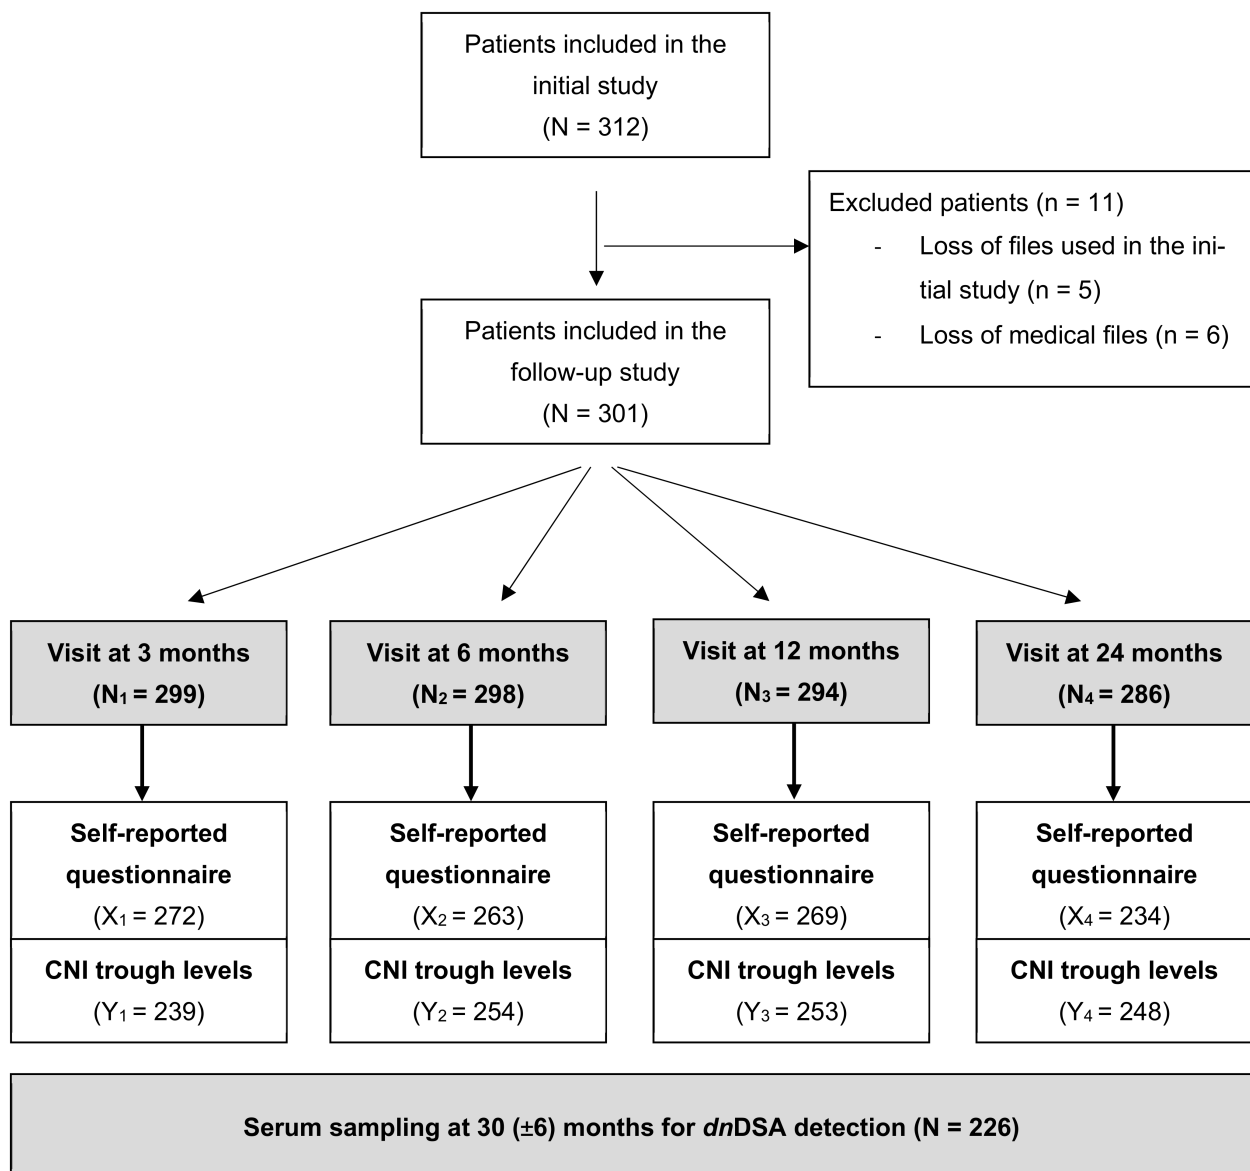 Patients included in the
initial study
(N = 312)
Excluded patients (n = 11)
- Loss of files used in the ini-
tial study (n = 5)
- Loss of medical files (n = 6)
Patients included in the
follow-up study
(N = 301)
Visit at 3 months
(N₁ = 299)
Visit at 6 months
(N₂ = 298)
Visit at 12 months
(N₃ = 294)
Visit at 24 months
(N₄ = 286)
Self-reported
questionnaire
(X₁ = 272)
CNI trough levels
(Y₁ = 239)
Self-reported
questionnaire
(X₂ = 263)
CNI trough levels
(Y₂ = 254)
Self-reported
questionnaire
(X₃ = 269)
CNI trough levels
(Y₃ = 253)
Self-reported
questionnaire
(X₄ = 234)
CNI trough levels
(Y₄ = 248)
Serum sampling at 30 (±6) months for dnDSA detection (N = 226)